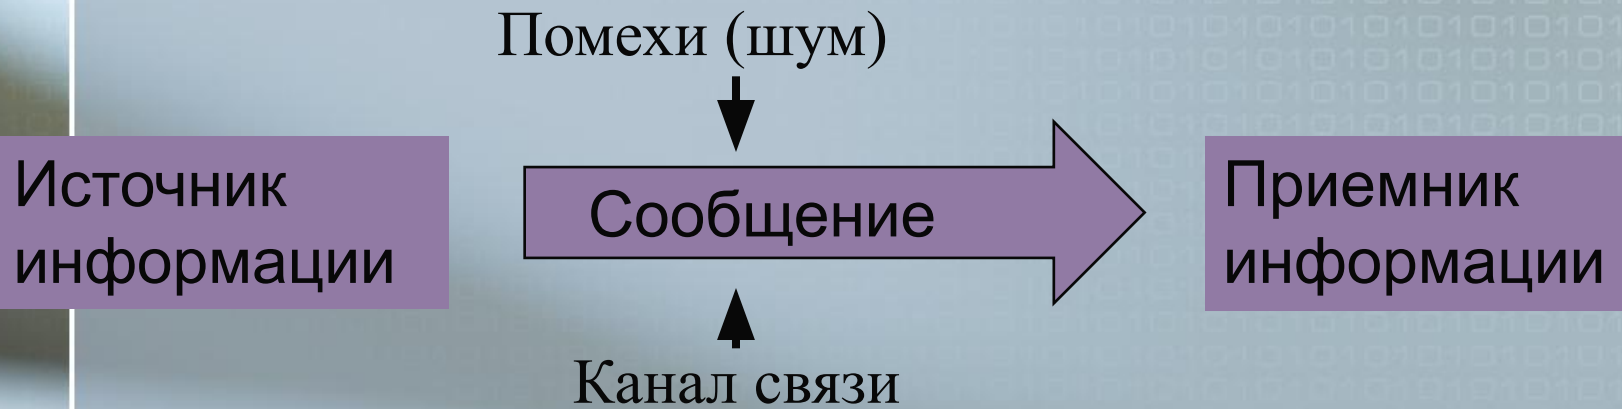 Помехи (шум)
Источник
информации
Сообщение
Приемник
информации
Канал связи